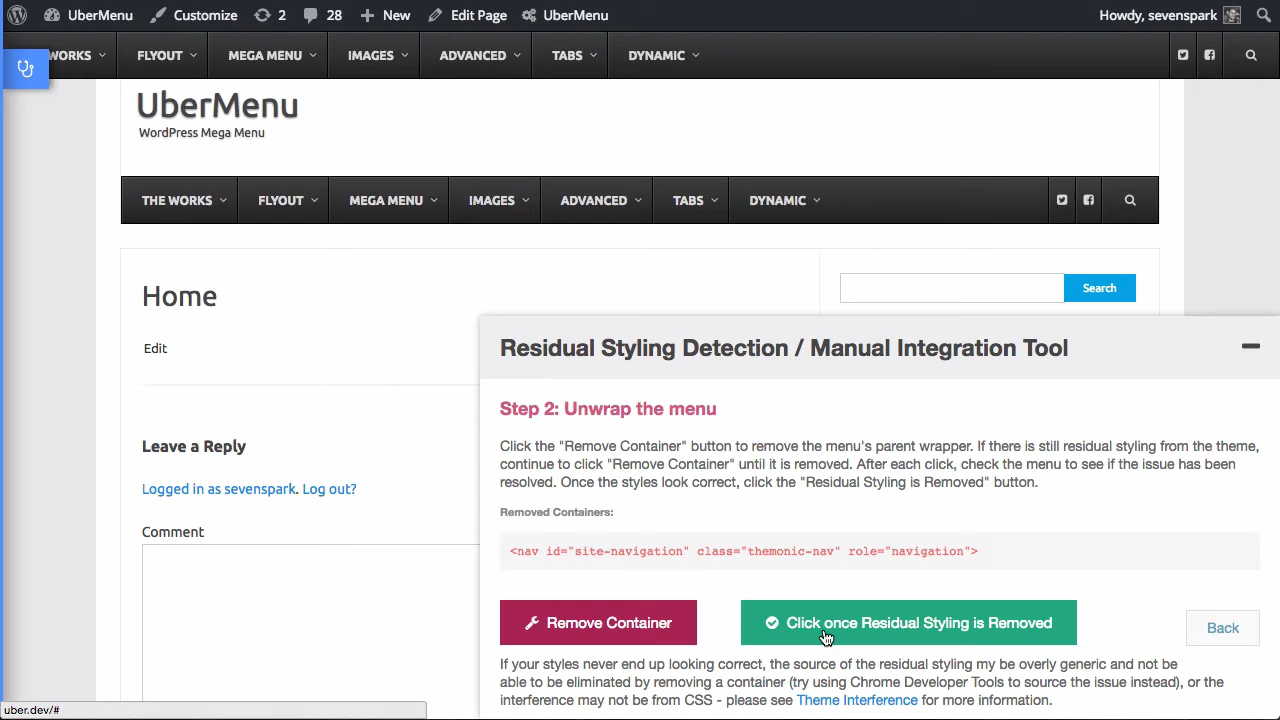 UberMenu Customize 2 28 New Edit Page UberMenu Howdy, sevenspark
WORKS FLYOUT MEGA MENU IMAGES ADVANCED TABS DYNAMIC
UberMenu
WordPress Mega Menu
THE WORKS FLYOUT MEGA MENU IMAGES ADVANCED TABS DYNAMIC
Home
Search
Edit
Leave a Reply
Logged in as sevenspark. Log out?
Comment
Residual Styling Detection / Manual Integration Tool
Step 2: Unwrap the menu
Click the "Remove Container" button to remove the menu's parent wrapper. If there is still residual styling from the theme,
continue to click "Remove Container" until it is removed. After each click, check the menu to see if the issue has been
resolved. Once the styles look correct, click the "Residual Styling is Removed" button.
Removed Containers:
<nav id="site-navigation" class="themonic-nav" role="navigation">
Remove Container
Click once Residual Styling is Removed
Back
If your styles never end up looking correct, the source of the residual styling my be overly generic and not be
able to be eliminated by removing a container (try using Chrome Developer Tools to source the issue instead), or the
interference may not be from CSS - please see Theme Interference for more information.
uber.dev/#